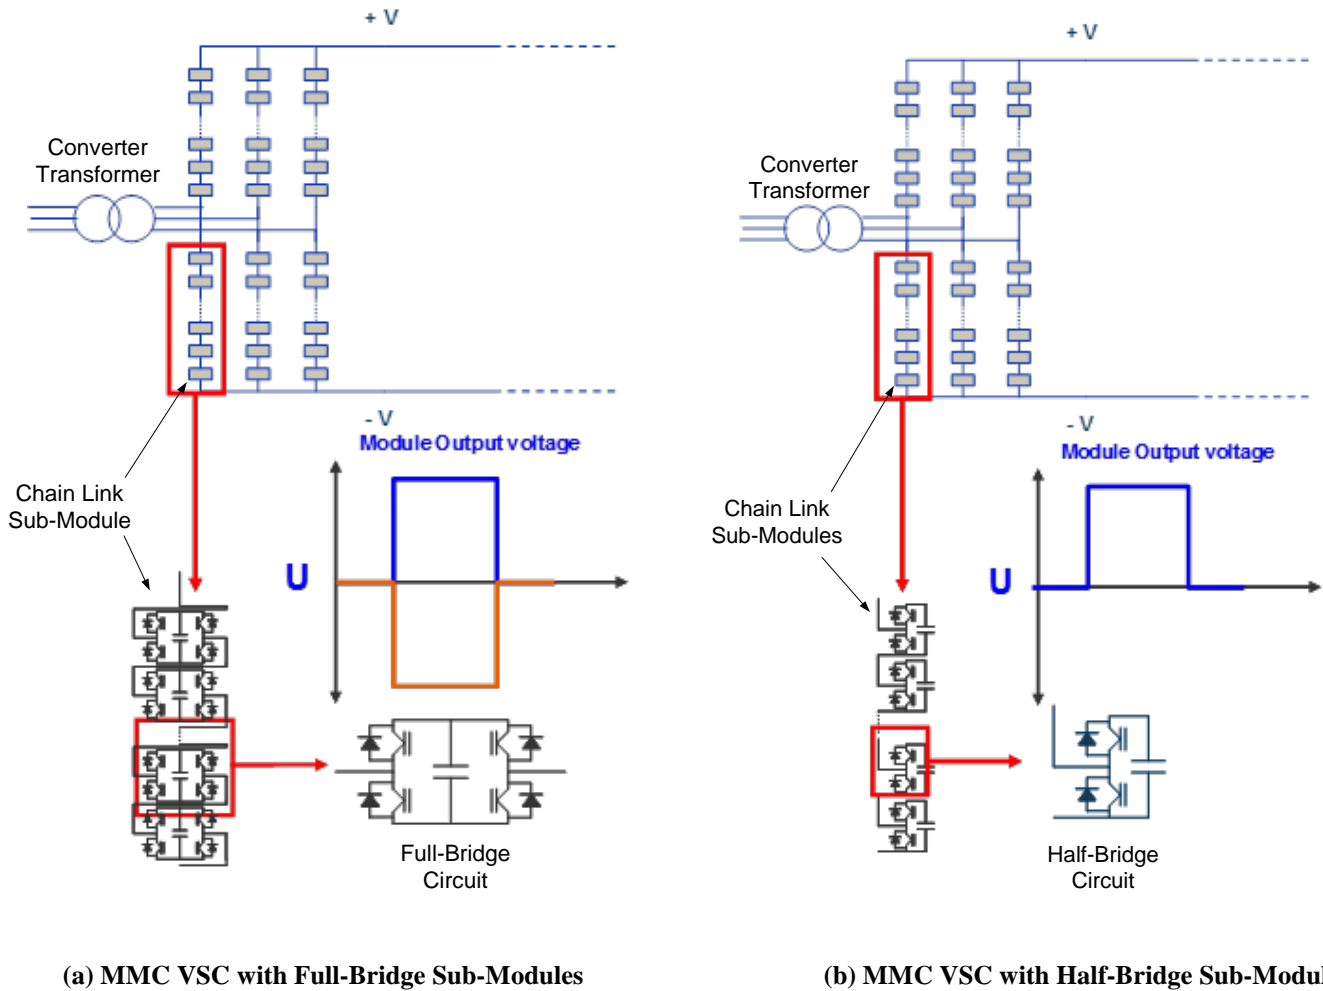 + V
Converter
Transformer
- V
Module Output voltage
Chain Link
Sub-Module
U
Full-Bridge
Circuit
(a) MMC VSC with Full-Bridge Sub-Modules
+ V
Converter
Transformer
- V
Module Output voltage
Chain Link
Sub-Modules
U
Half-Bridge
Circuit
(b) MMC VSC with Half-Bridge Sub-Modul